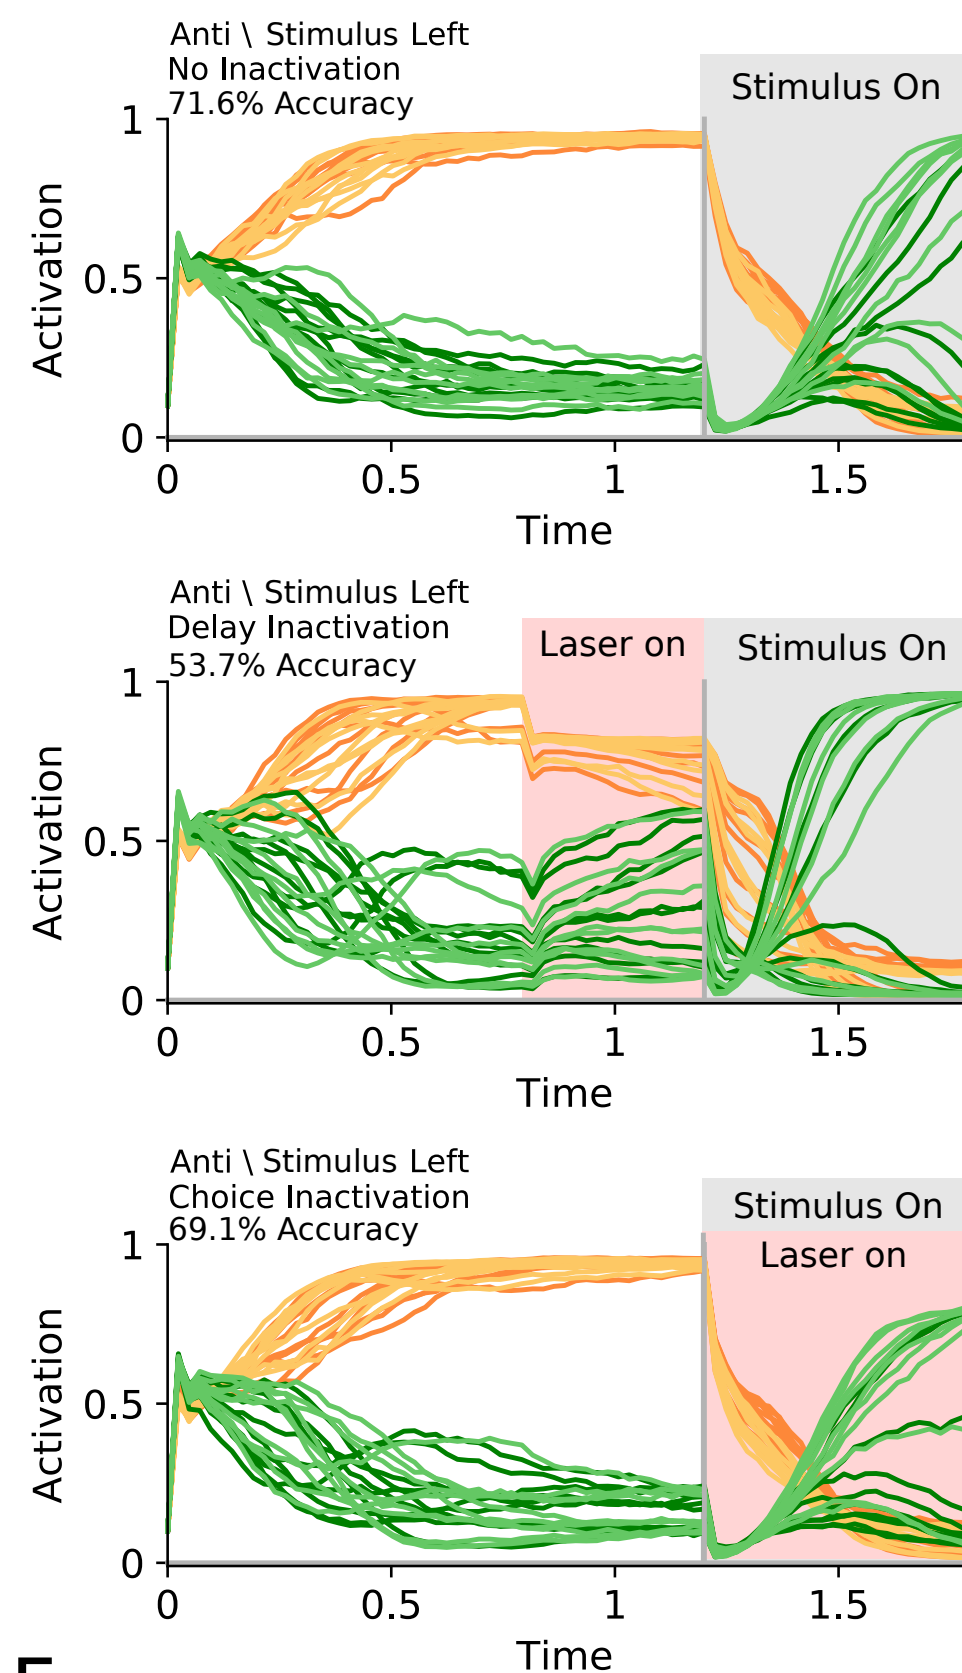 Anti \ Stimulus Left
No Inactivation
71.6% Accuracy
Stimulus On
1
0.5
0
Activation
0 0.5 1 1.5
Time
Anti \ Stimulus Left
Delay Inactivation
53.7% Accuracy
Laser on
Stimulus On
1
0.5
0
Activation
0 0.5 1 1.5
Time
Anti \ Stimulus Left
Choice Inactivation
69.1% Accuracy
Stimulus On
Laser on
1
0.5
0
Activation
0 0.5 1 1.5
Time